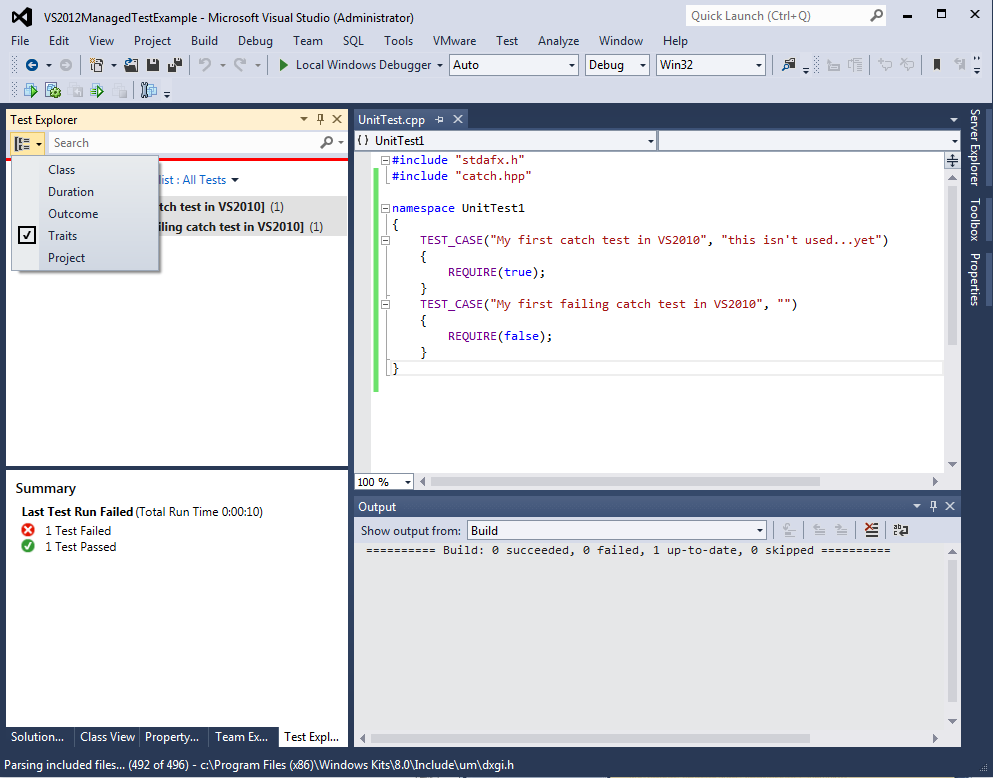 VS2012ManagedTestExample - Microsoft Visual Studio (Administrator)
Quick Launch (Ctrl+Q)
File Edit View Project Build Debug Team SQL Tools VMware Test Analyze Window Help
Local Windows Debugger Auto Debug Win32
Test Explorer
Search
Class
Duration
Outcome
Traits
Project
list : All Tests
tch test in VS2010] (1)
iling catch test in VS2010] (1)
Summary
Last Test Run Failed (Total Run Time 0:00:10)
1 Test Failed
1 Test Passed
Solution... Class View Property... Team Ex... Test Expl...
UnitTest.cpp
{ } UnitTest1
#include "stdafx.h"
#include "catch.hpp"
namespace UnitTest1
{
TEST_CASE("My first catch test in VS2010", "this isn't used...yet")
{
REQUIRE(true);
}
TEST_CASE("My first failing catch test in VS2010", "")
{
REQUIRE(false);
}
}
100 %
Output
Show output from: Build
========== Build: 0 succeeded, 0 failed, 1 up-to-date, 0 skipped ==========
Server Explorer
Toolbox
Properties
Parsing included files... (492 of 496) - c:\Program Files (x86)\Windows Kits\8.0\Include\um\dxgi.h